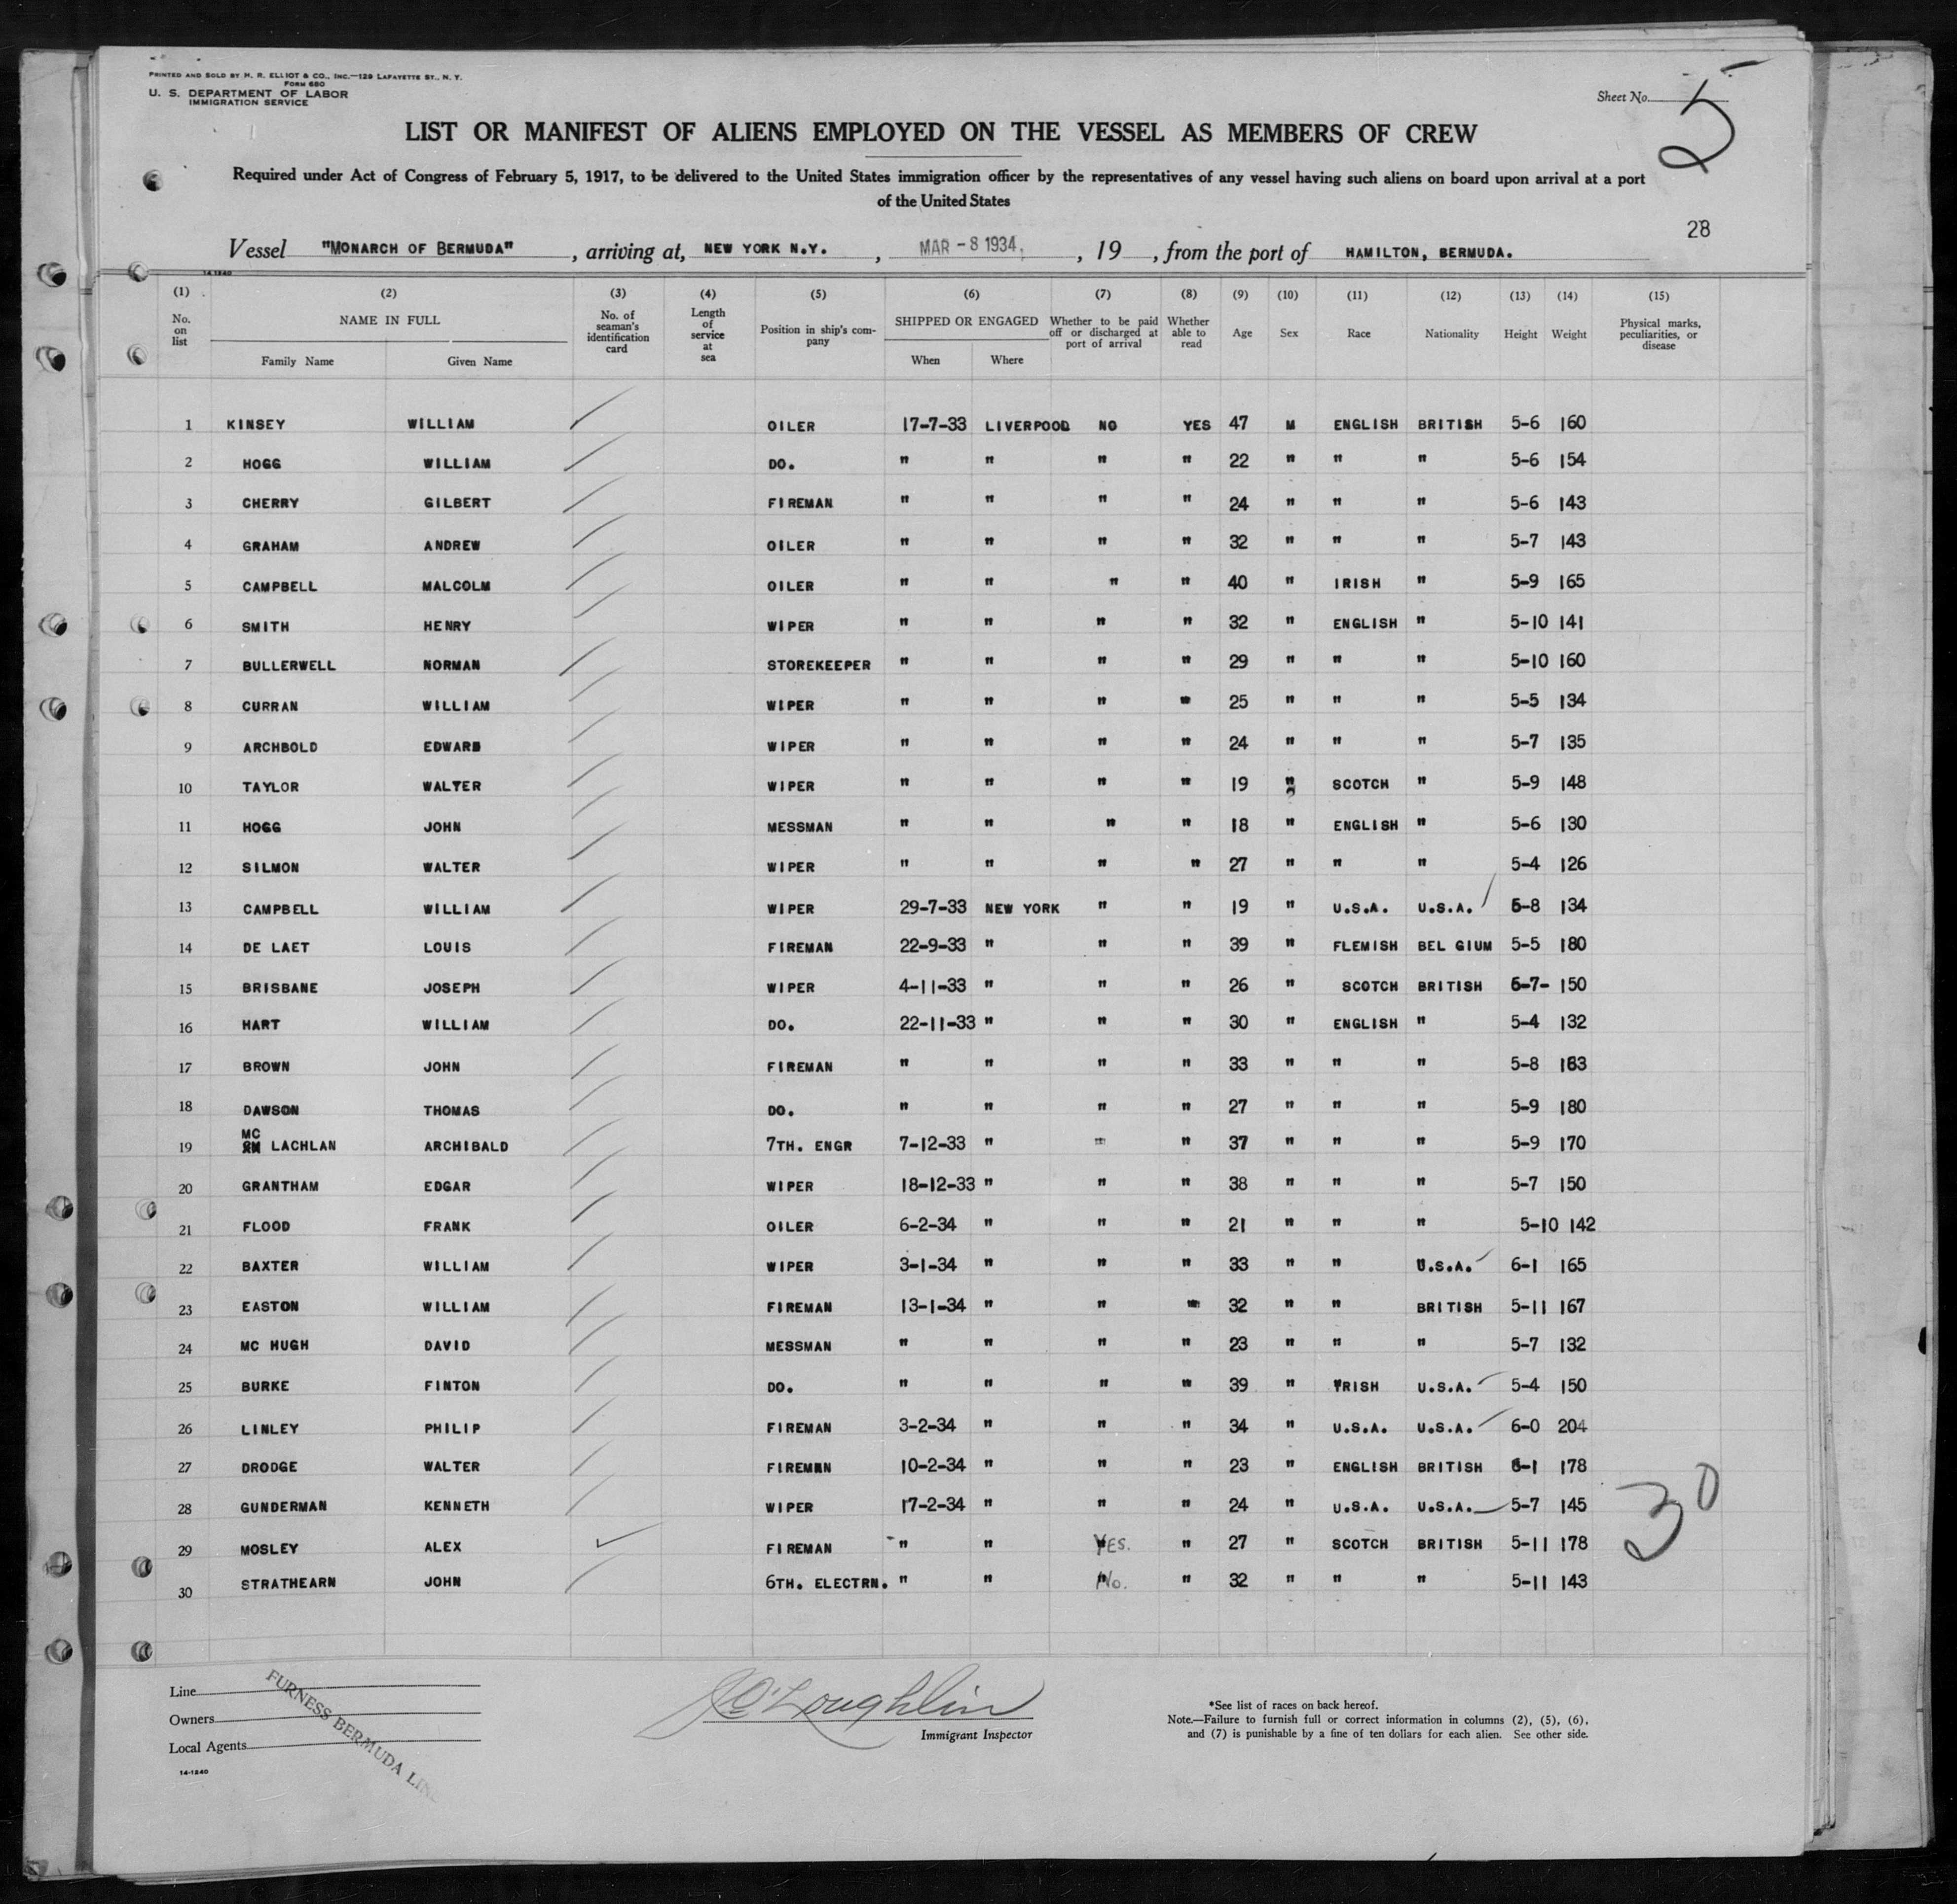 PRINTED AND SOLD BY H. R. ELLIOT & CO., INC.—129 LAFAYETTE ST., N. Y.
FORM 680
U. S. DEPARTMENT OF LABOR
IMMIGRATION SERVICE
Sheet No. 5
LIST OR MANIFEST OF ALIENS EMPLOYED ON THE VESSEL AS MEMBERS OF CREW
Required under Act of Congress of February 5, 1917, to be delivered to the United States immigration officer by the representatives of any vessel having such aliens on board upon arrival at a port
of the United States
28
Vessel "MONARCH OF BERMUDA", arriving at, NEW YORK N.Y., MAR -8 1934, 19, from the port of HAMILTON, BERMUDA.
14-1240
(1) (2) (3) (4) (5) (6) (7) (8) (9) (10) (11) (12) (13) (14) (15)
No. on list NAME IN FULL Family Name Given Name No. of seaman's identification card Length of service at sea Position in ship's company SHIPPED OR ENGAGED When Where Whether to be paid off or discharged at port of arrival Whether able to read Age Sex Race Nationality Height Weight Physical marks, peculiarities, or disease
1 KINSEY WILLIAM OILER 17-7-33 LIVERPOOL NO YES 47 M ENGLISH BRITISH 5-6 160
2 HOGG WILLIAM DO. " " " " 22 " " " 5-6 154
3 CHERRY GILBERT FIREMAN " " " " 24 " " " 5-6 143
4 GRAHAM ANDREW OILER " " " " 32 " " " 5-7 143
5 CAMPBELL MALCOLM OILER " " " " 40 " IRISH " 5-9 165
6 SMITH HENRY WIPER " " " " 32 " ENGLISH " 5-10 141
7 BULLERWELL NORMAN STOREKEEPER " " " " 29 " " " 5-10 160
8 CURRAN WILLIAM WIPER " " " " 25 " " " 5-5 134
9 ARCHBOLD EDWARD WIPER " " " " 24 " " " 5-7 135
10 TAYLOR WALTER WIPER " " " " 19 " SCOTCH " 5-9 148
11 HOGG JOHN MESSMAN " " " " 18 " ENGLISH " 5-6 130
12 SILMON WALTER WIPER " " " " 27 " " " 5-4 126
13 CAMPBELL WILLIAM WIPER 29-7-33 NEW YORK " " 19 " U.S.A. U.S.A. 5-8 134
14 DE LAET LOUIS FIREMAN 22-9-33 " " " 39 " FLEMISH BEL GIUM 5-5 180
15 BRISBANE JOSEPH WIPER 4-11-33 " " " 26 " SCOTCH BRITISH 5-7- 150
16 HART WILLIAM DO. 22-11-33 " " " 30 " ENGLISH " 5-4 132
17 BROWN JOHN FIREMAN " " " " 33 " " " 5-8 163
18 DAWSON THOMAS DO. " " " " 27 " " " 5-9 180
19 MC LACHLAN ARCHIBALD 7TH. ENGR 7-12-33 " " " 37 " " " 5-9 170
20 GRANTHAM EDGAR WIPER 18-12-33 " " " 38 " " " 5-7 150
21 FLOOD FRANK OILER 6-2-34 " " " 21 " " " 5-10 142
22 BAXTER WILLIAM WIPER 3-1-34 " " " 33 " " U.S.A. 6-1 165
23 EASTON WILLIAM FIREMAN 13-1-34 " " " 32 " " BRITISH 5-11 167
24 MC HUGH DAVID MESSMAN " " " " 23 " " " 5-7 132
25 BURKE FINTON DO. " " " " 39 " IRISH U.S.A. 5-4 150
26 LINLEY PHILIP FIREMAN 3-2-34 " " " 34 " U.S.A. U.S.A. 6-0 204
27 DRODGE WALTER FIREMAN 10-2-34 " " " 23 " ENGLISH BRITISH 6-1 178
28 GUNDERMAN KENNETH WIPER 17-2-34 " " " 24 " U.S.A. U.S.A. 5-7 145
29 MOSLEY ALEX FIREMAN " " YES. " 27 " SCOTCH BRITISH 5-11 178
30 STRATHEARN JOHN 6TH. ELECTRN. " " No. " 32 " " " 5-11 143
30
Line
Owners
Local Agents
FURNESS BERMUDA LINE
14-1240
J O'Loughlin
Immigrant Inspector
*See list of races on back hereof.
Note.—Failure to furnish full or correct information in columns (2), (5), (6),
and (7) is punishable by a fine of ten dollars for each alien. See other side.